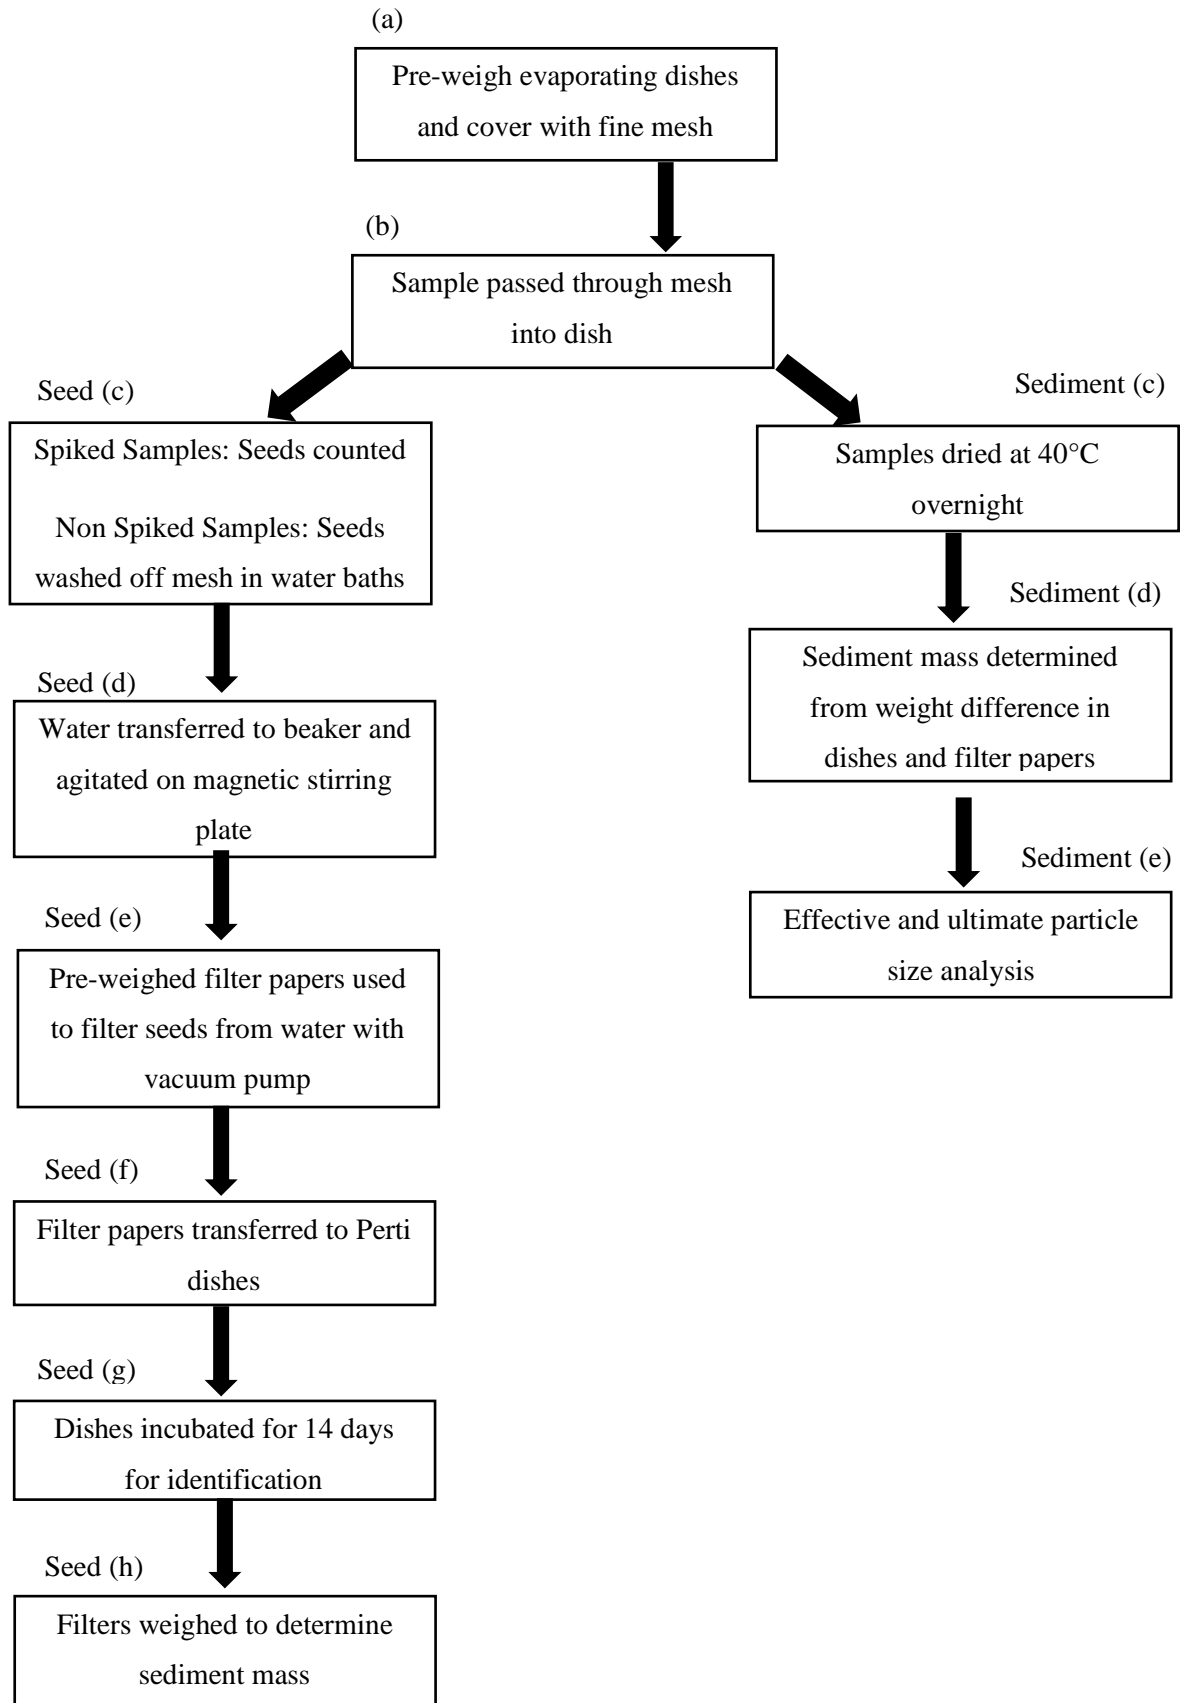 (a)
Pre-weigh evaporating dishes
and cover with fine mesh
(b)
Sample passed through mesh
into dish
Seed (c)
Spiked Samples: Seeds counted
Non Spiked Samples: Seeds
washed off mesh in water baths
Seed (d)
Water transferred to beaker and
agitated on magnetic stirring
plate
Seed (e)
Pre-weighed filter papers used
to filter seeds from water with
vacuum pump
Seed (f)
Filter papers transferred to Perti
dishes
Seed (g)
Dishes incubated for 14 days
for identification
Seed (h)
Filters weighed to determine
sediment mass
Sediment (c)
Samples dried at 40°C
overnight
Sediment (d)
Sediment mass determined
from weight difference in
dishes and filter papers
Sediment (e)
Effective and ultimate particle
size analysis